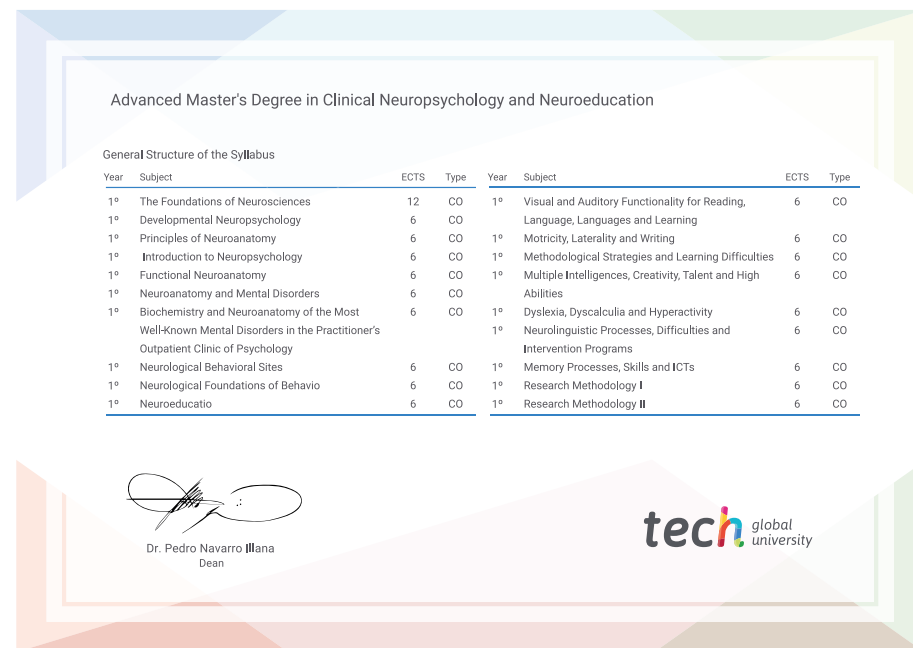 Advanced Master's Degree in Clinical Neuropsychology and Neuroeducation
General Structure of the Syllabus
Year Subject ECTS Type
1º The Foundations of Neurosciences 12 CO
1º Developmental Neuropsychology 6 CO
1º Principles of Neuroanatomy 6 CO
1º Introduction to Neuropsychology 6 CO
1º Functional Neuroanatomy 6 CO
1º Neuroanatomy and Mental Disorders 6 CO
1º Biochemistry and Neuroanatomy of the Most 6 CO
Well-Known Mental Disorders in the Practitioner's
Outpatient Clinic of Psychology
1º Neurological Behavioral Sites 6 CO
1º Neurological Foundations of Behavio 6 CO
1º Neuroeducatio 6 CO
Year Subject ECTS Type
1º Visual and Auditory Functionality for Reading, 6 CO
Language, Languages and Learning
1º Motricity, Laterality and Writing 6 CO
1º Methodological Strategies and Learning Difficulties 6 CO
1º Multiple Intelligences, Creativity, Talent and High 6 CO
Abilities
1º Dyslexia, Dyscalculia and Hyperactivity 6 CO
1º Neurolinguistic Processes, Difficulties and 6 CO
Intervention Programs
1º Memory Processes, Skills and ICTs 6 CO
1º Research Methodology I 6 CO
1º Research Methodology II 6 CO
Dr. Pedro Navarro Illana
Dean
tech global
university